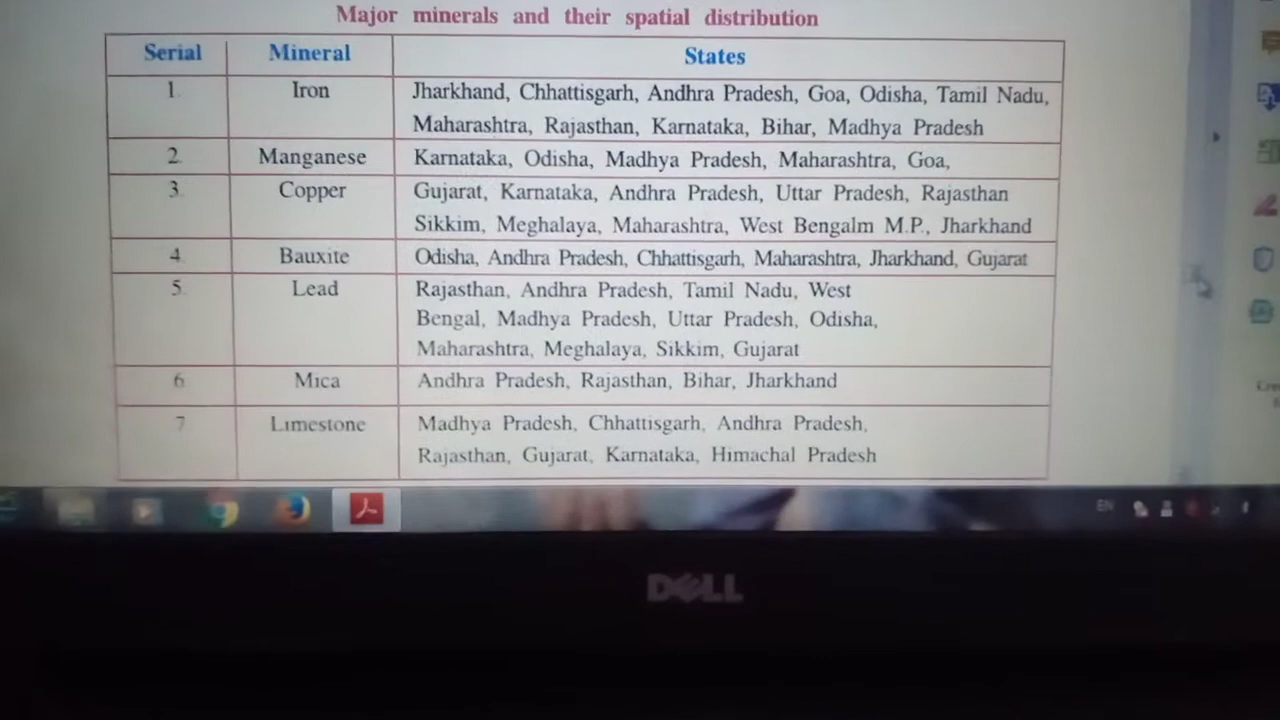 Major minerals and their spatial distribution
Serial Mineral States
1. Iron Jharkhand, Chhattisgarh, Andhra Pradesh, Goa, Odisha, Tamil Nadu,
Maharashtra, Rajasthan, Karnataka, Bihar, Madhya Pradesh
2. Manganese Karnataka, Odisha, Madhya Pradesh, Maharashtra, Goa,
3. Copper Gujarat, Karnataka, Andhra Pradesh, Uttar Pradesh, Rajasthan
Sikkim, Meghalaya, Maharashtra, West Bengalm M.P., Jharkhand
4. Bauxite Odisha, Andhra Pradesh, Chhattisgarh, Maharashtra, Jharkhand, Gujarat
5. Lead Rajasthan, Andhra Pradesh, Tamil Nadu, West
Bengal, Madhya Pradesh, Uttar Pradesh, Odisha,
Maharashtra, Meghalaya, Sikkim, Gujarat
6 Mica Andhra Pradesh, Rajasthan, Bihar, Jharkhand
7 Limestone Madhya Pradesh, Chhattisgarh, Andhra Pradesh,
Rajasthan, Gujarat, Karnataka, Himachal Pradesh
EN
DELL